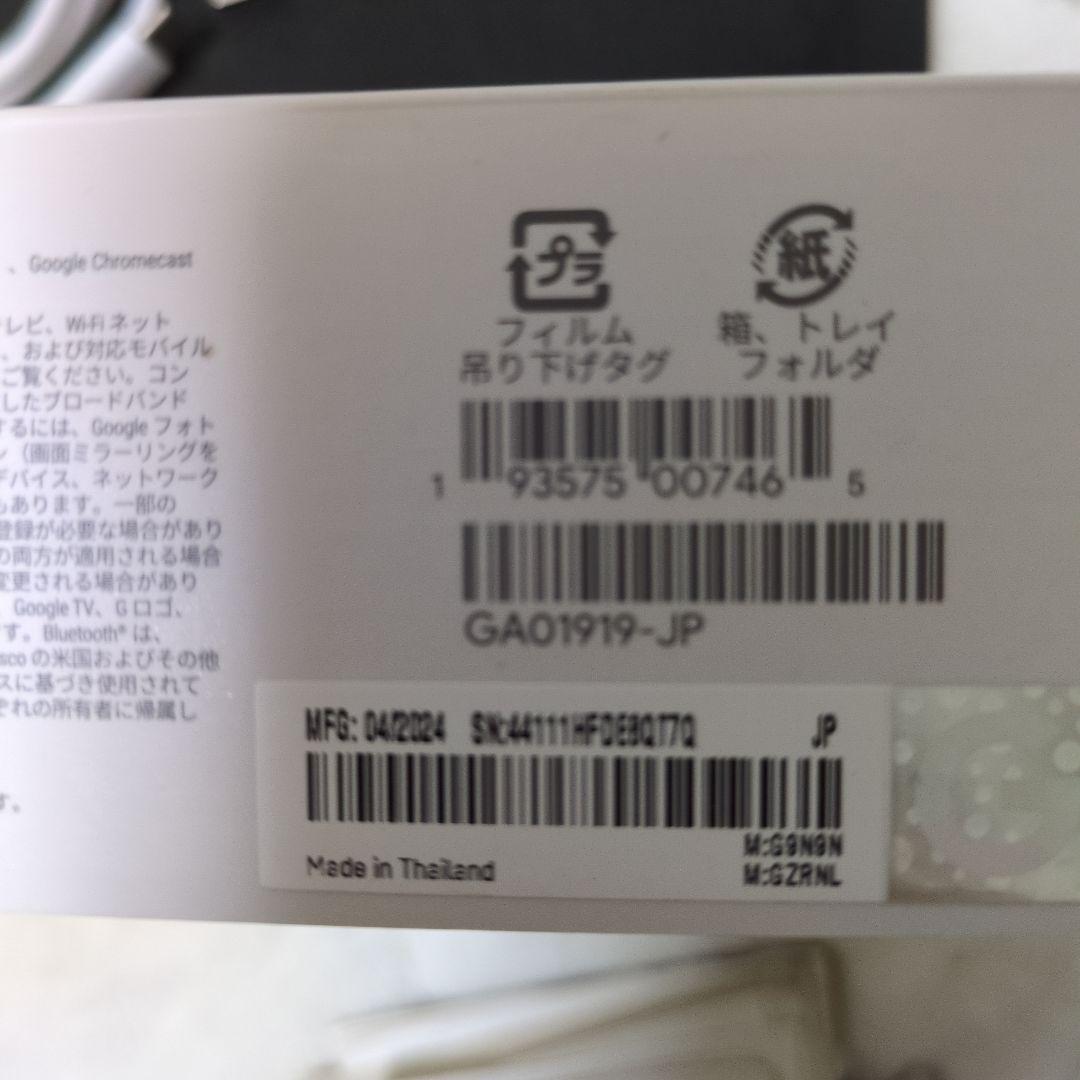 、Google Chromecast
レビ、Wi-Fi ネット
、および対応モバイル
ご覧ください。コン
したブロードバンド
するには、Google フォト
(画面ミラーリングを
デバイス、ネットワーク
もあります。一部の
登録が必要な場合があり
の両方が適用される場合
変更される場合があり
Google TV、G ロゴ、
す。Bluetooth® は、
scoの米国およびその他
スに基づき使用されて
ぞれの所有者に帰属し
す。
プラ
フィルム
吊り下げタグ
紙
箱、トレイ
フォルダ
1 93575 00746 5
GA01919-JP
MFG: 04/2024 SN:44111HFDEBQT7Q JP
Made in Thailand
M:G9N9N
M:GZRNL